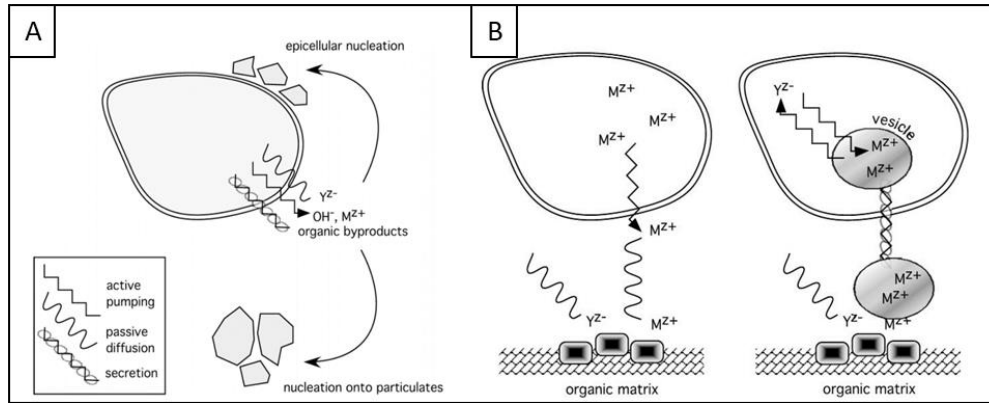 A
epicellular nucleation
Yz-
OH-, Mz+
organic byproducts
active
pumping
passive
diffusion
secretion
nucleation onto particulates
B
Mz+
Mz+
Mz+
Mz+
Yz-
Mz+
organic matrix
Yz-
vesicle
Mz+
Mz+
Mz+
Mz+
Yz-
Mz+
organic matrix